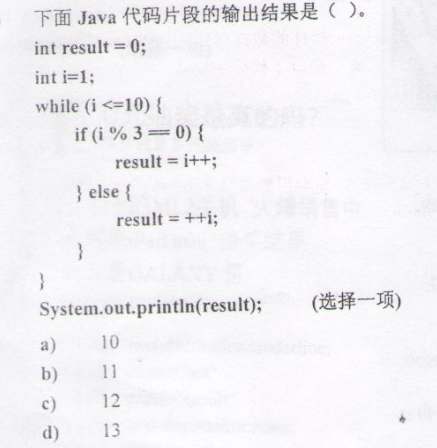 下面 Java 代码片段的输出结果是（ ）。
int result = 0;
int i=1;
while (i <=10) {
if (i % 3 == 0) {
result = i++;
} else {
result = ++i;
}
}
System.out.println(result); (选择一项)
a) 10
b) 11
c) 12
d) 13